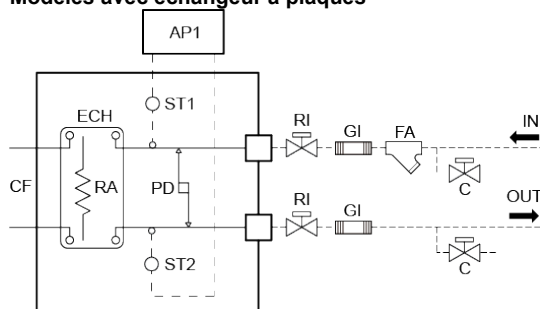 Modèles avec échangeur à plaques
AP1
ST1
ECH
RI
GI
FA
IN
CF
RA
PD
C
RI
GI
OUT
ST2
C